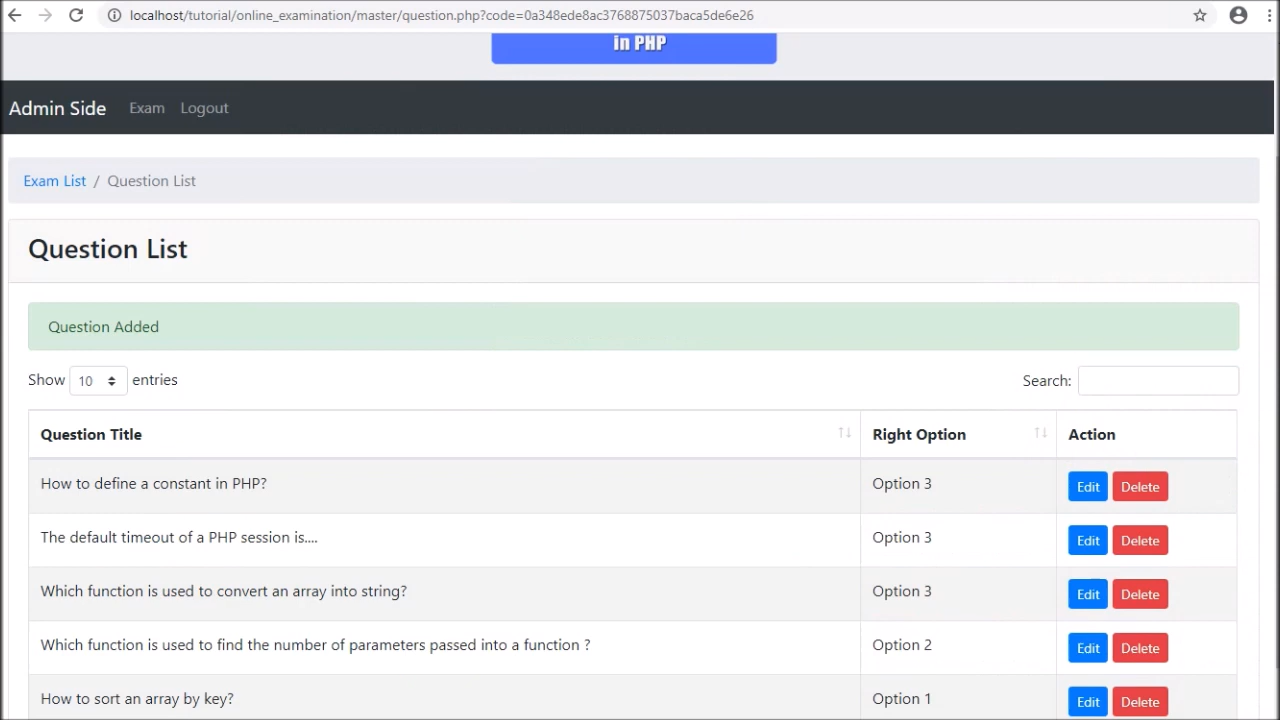 localhost/tutorial/online_examination/master/question.php?code=0a348ede8ac3768875037baca5de6e26
in PHP
Admin Side Exam Logout
Exam List / Question List
Question List
Question Added
Show 10 entries Search:
Question Title Right Option Action
How to define a constant in PHP? Option 3 Edit Delete
The default timeout of a PHP session is.... Option 3 Edit Delete
Which function is used to convert an array into string? Option 3 Edit Delete
Which function is used to find the number of parameters passed into a function ? Option 2 Edit Delete
How to sort an array by key? Option 1 Edit Delete